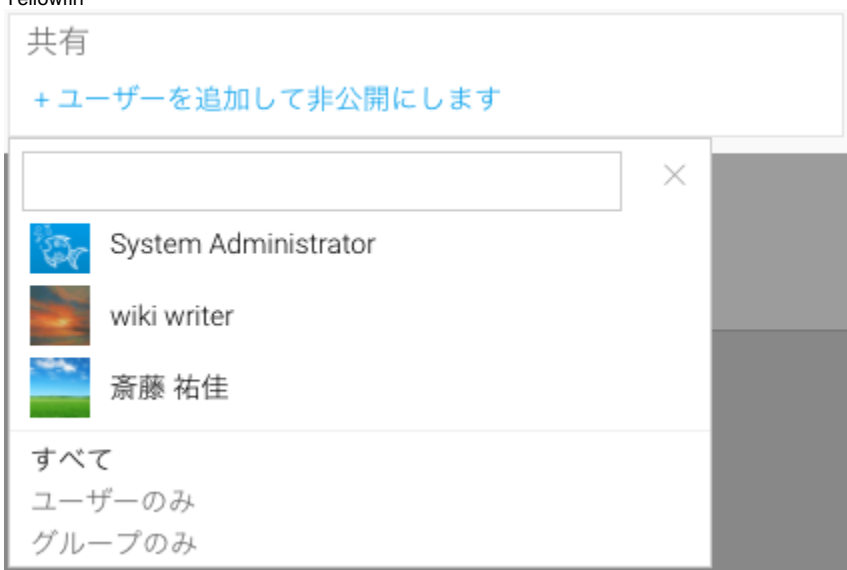 Yellowfin
共有
+ ユーザーを追加して非公開にします
System Administrator
wiki writer
斎藤 祐佳
すべて
ユーザーのみ
グループのみ